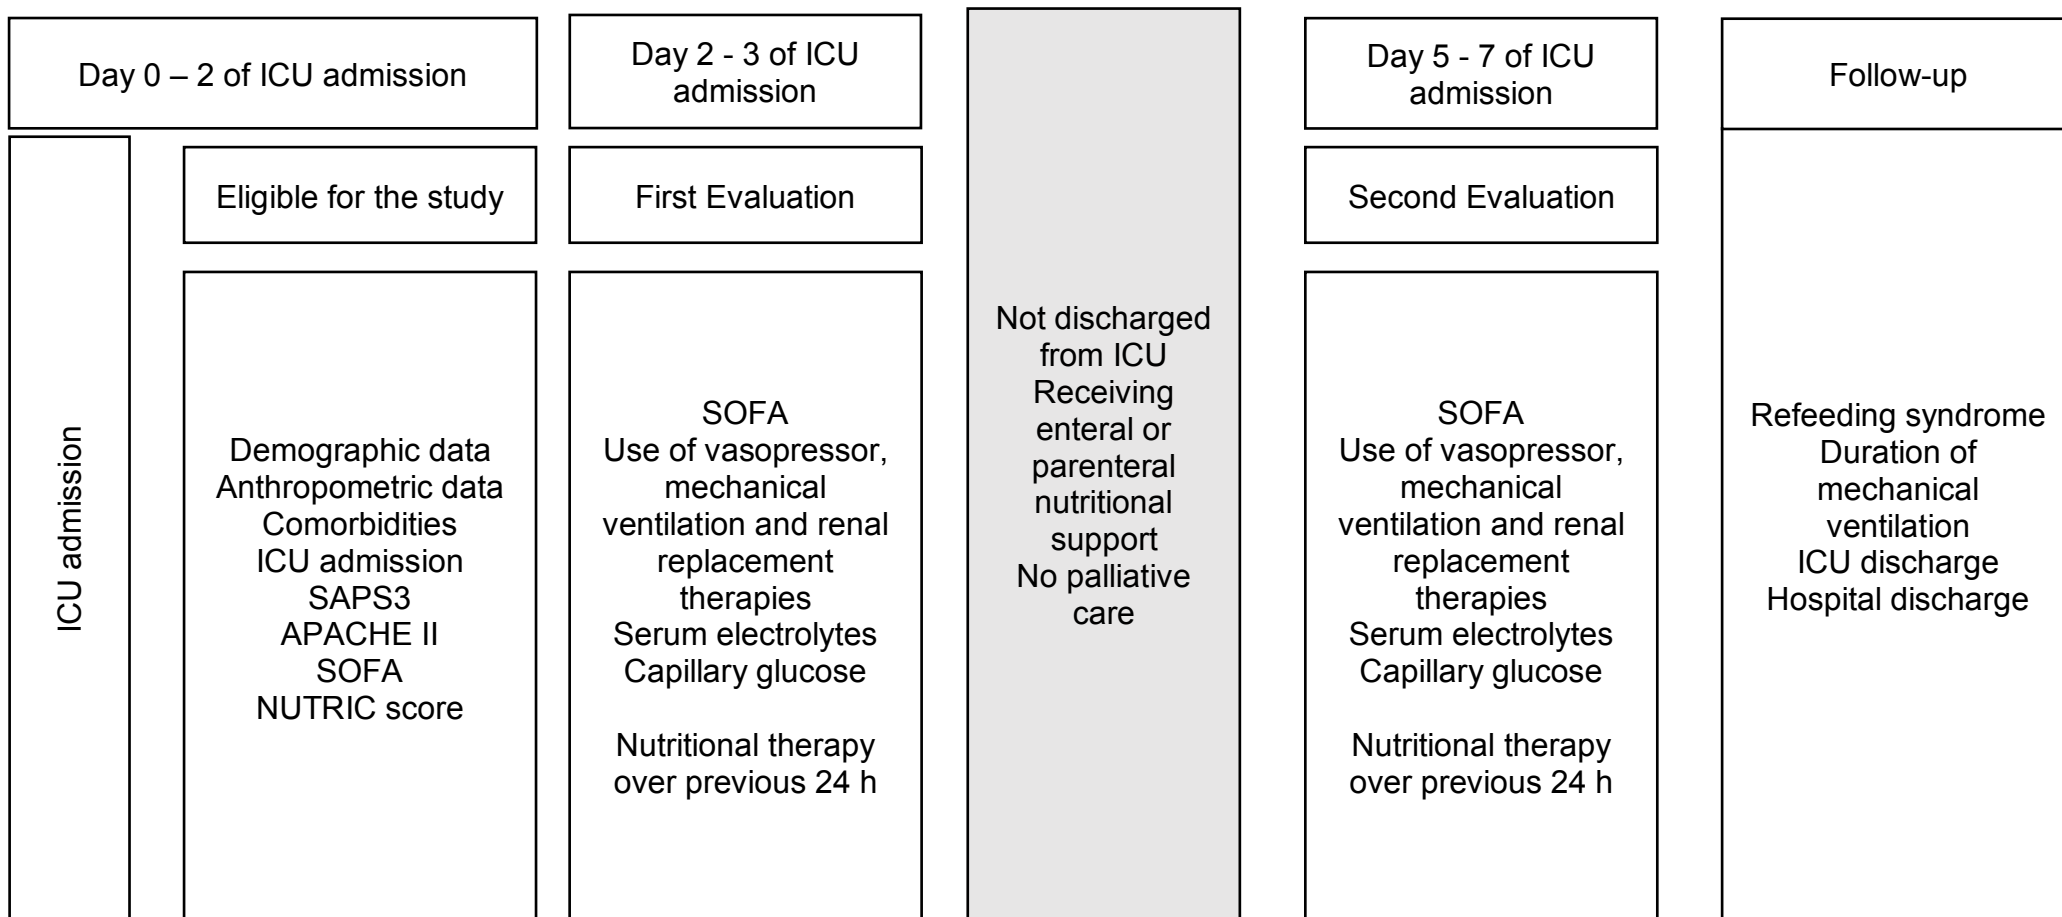 Day 0 – 2 of ICU admission
ICU admission
Eligible for the study
Demographic data
Anthropometric data
Comorbidities
ICU admission
SAPS3
APACHE II
SOFA
NUTRIC score
Day 2 - 3 of ICU
admission
First Evaluation
SOFA
Use of vasopressor,
mechanical
ventilation and renal
replacement
therapies
Serum electrolytes
Capillary glucose
Nutritional therapy
over previous 24 h
Not discharged
from ICU
Receiving
enteral or
parenteral
nutritional
support
No palliative
care
Day 5 - 7 of ICU
admission
Second Evaluation
SOFA
Use of vasopressor,
mechanical
ventilation and renal
replacement
therapies
Serum electrolytes
Capillary glucose
Nutritional therapy
over previous 24 h
Follow-up
Refeeding syndrome
Duration of
mechanical
ventilation
ICU discharge
Hospital discharge